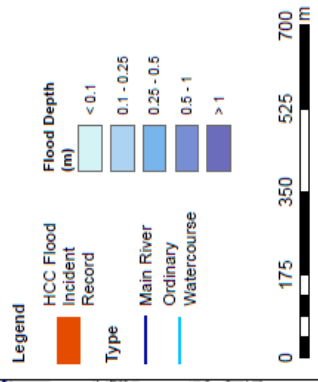 Legend
HCC Flood
Incident
Record
Type
Main River
Ordinary
Watercourse
Flood Depth
(m)
< 0.1
0.1 - 0.25
0.25 - 0.5
0.5 - 1
> 1
0 175 350 525 700
m